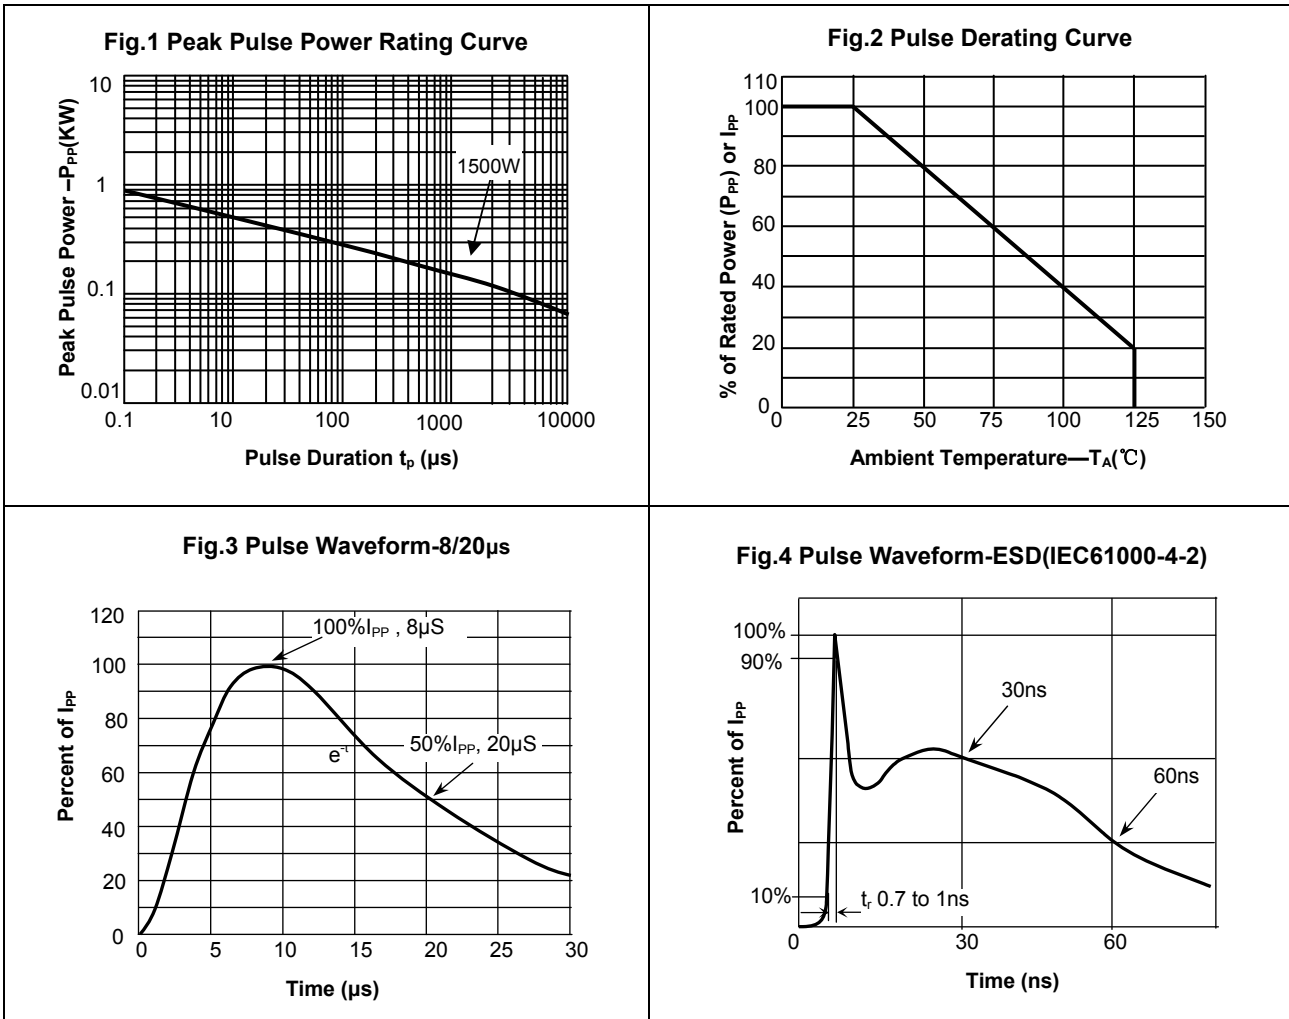 Fig.1 Peak Pulse Power Rating Curve
Peak Pulse Power –PPP(KW)
10
1
0.1
0.01
1500W
0.1 10 100 1000 10000
Pulse Duration tp (µs)
Fig.2 Pulse Derating Curve
% of Rated Power (PPP) or IPP
110
100
80
60
40
20
0
0 25 50 75 100 125 150
Ambient Temperature—TA(℃)
Fig.3 Pulse Waveform-8/20µs
Percent of IPP
120
100
80
60
40
20
0
100%IPP , 8µS
e-t
50%IPP, 20µS
0 5 10 15 20 25 30
Time (µs)
Fig.4 Pulse Waveform-ESD(IEC61000-4-2)
Percent of IPP
100%
90%
10%
30ns
60ns
tr 0.7 to 1ns
0 30 60
Time (ns)